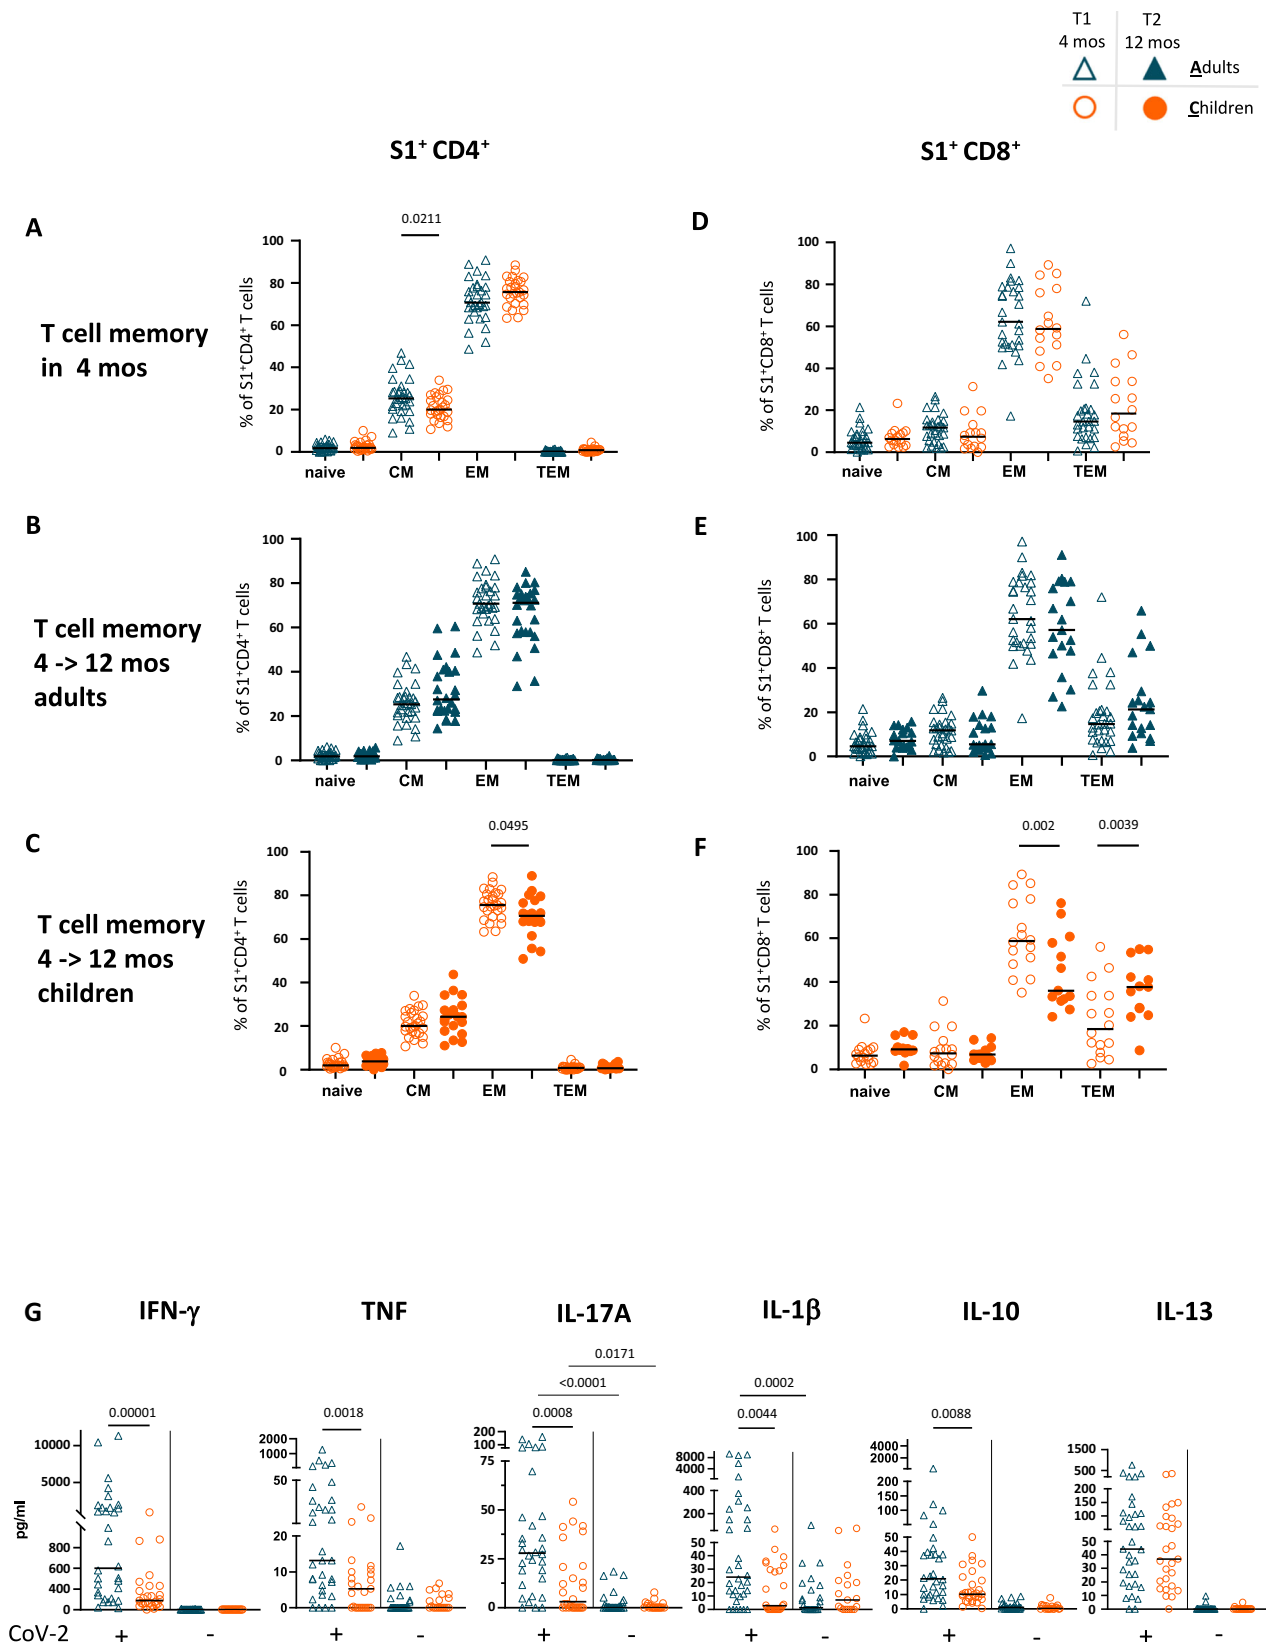 T1 T2
4 mos 12 mos
Adults
Children
S1+ CD4+ S1+ CD8+
A
0.0211
100
80
60
40
20
0
% of S1+CD4+ T cells
naive CM EM TEM
T cell memory
in 4 mos
D
100
80
60
40
20
0
% of S1+CD8+ T cells
naive CM EM TEM
B
100
80
60
40
20
0
% of S1+CD4+ T cells
naive CM EM TEM
T cell memory
4 -> 12 mos
adults
E
100
80
60
40
20
0
% of S1+CD8+ T cells
naive CM EM TEM
C
0.0495
100
80
60
40
20
0
% of S1+CD4+ T cells
naive CM EM TEM
T cell memory
4 -> 12 mos
children
F
0.002 0.0039
100
80
60
40
20
0
% of S1+CD8+ T cells
naive CM EM TEM
G
IFN-γ TNF IL-17A IL-1β IL-10 IL-13
0.00001
10000
5000
800
600
400
200
0
pg/ml
0.0018
2000
1000
50
20
10
0
0.0171
<0.0001
0.0008
200
100
75
50
25
0
0.0002
0.0044
8000
4000
400
200
50
40
30
20
10
0
0.0088
4000
2000
200
100
50
40
30
20
10
0
1500
500
200
100
50
40
30
20
10
0
CoV-2 + - + - + - + - + - + -